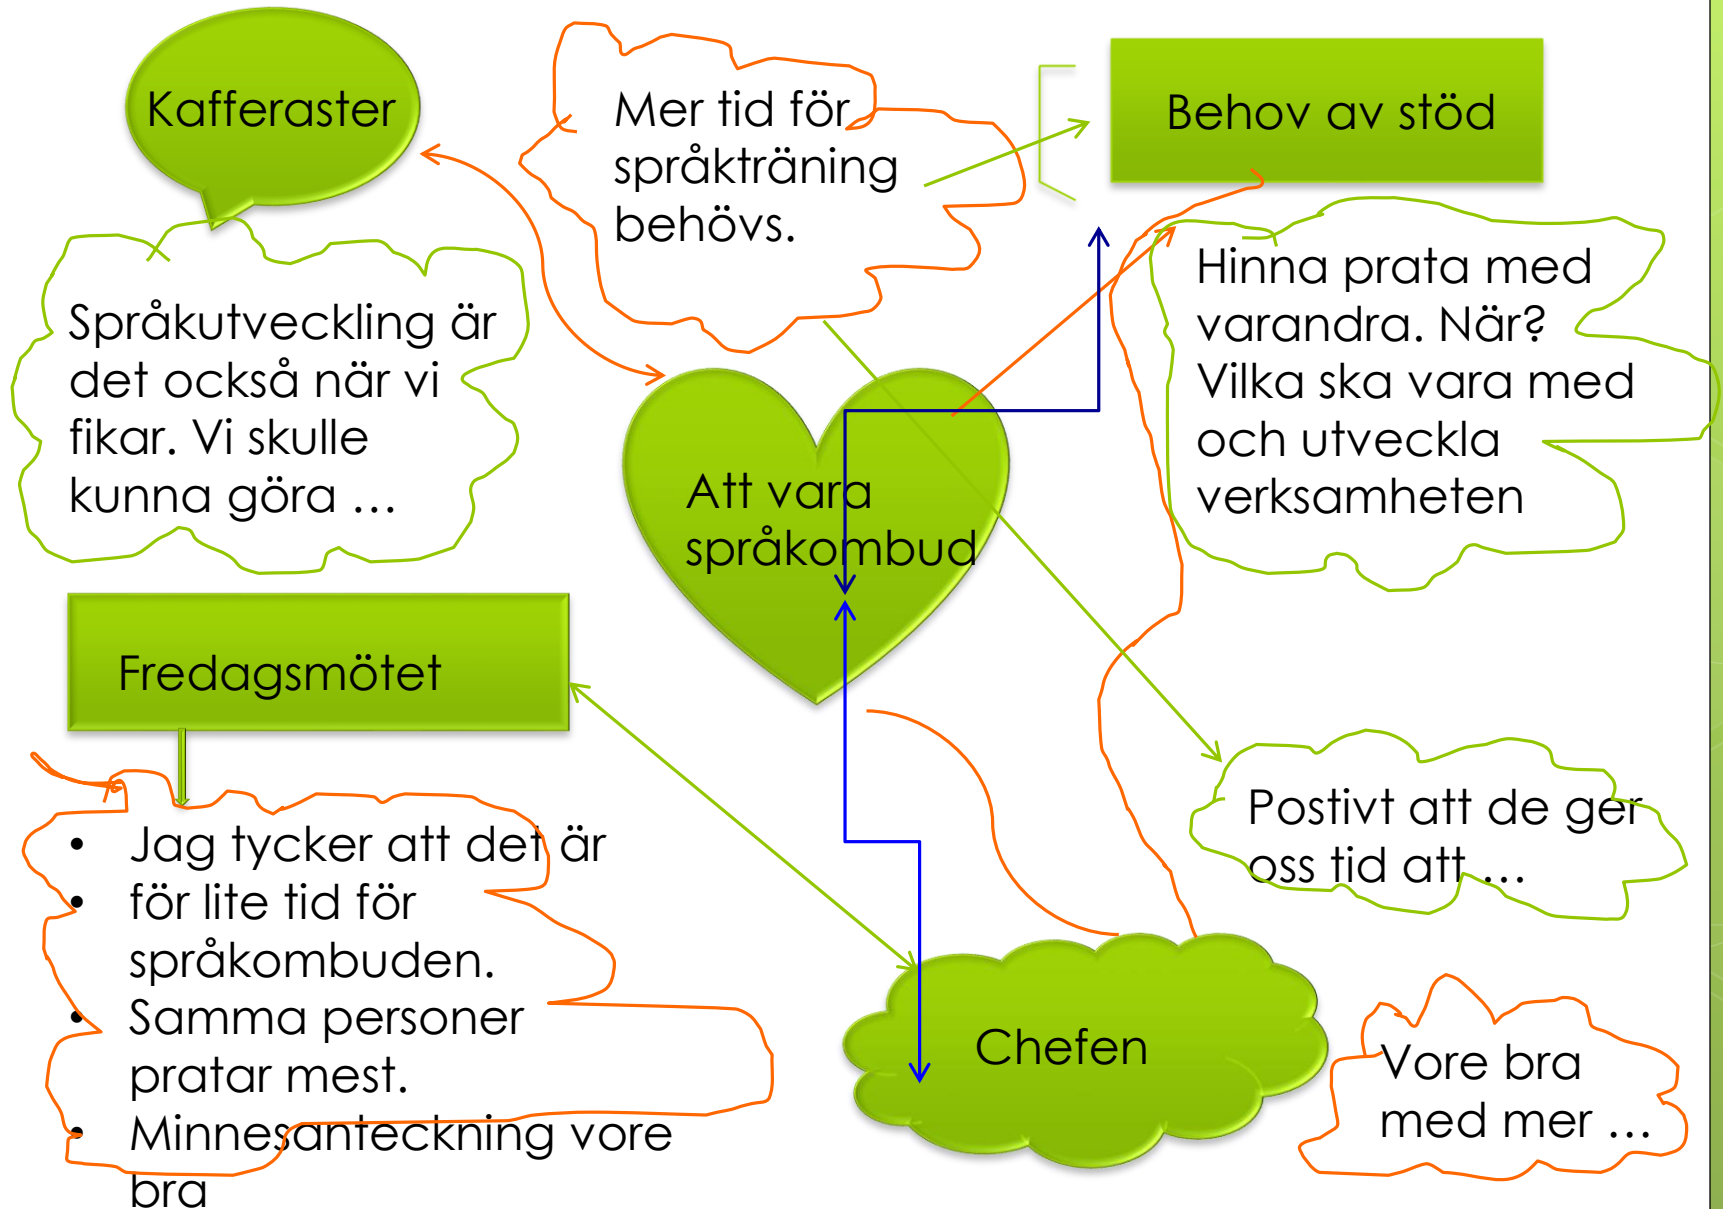 Kafferaster
Mer tid för
språkträning
behövs.
Behov av stöd
Språkutveckling är
det också när vi
fikar. Vi skulle
kunna göra …
Hinna prata med
varandra. När?
Vilka ska vara med
och utveckla
verksamheten
Att vara
språkombud
Fredagsmötet
• Jag tycker att det är
• för lite tid för
språkombuden.
• Samma personer
pratar mest.
• Minnesanteckning vore
bra
Postivt att de ger
oss tid att …
Chefen
Vore bra
med mer …